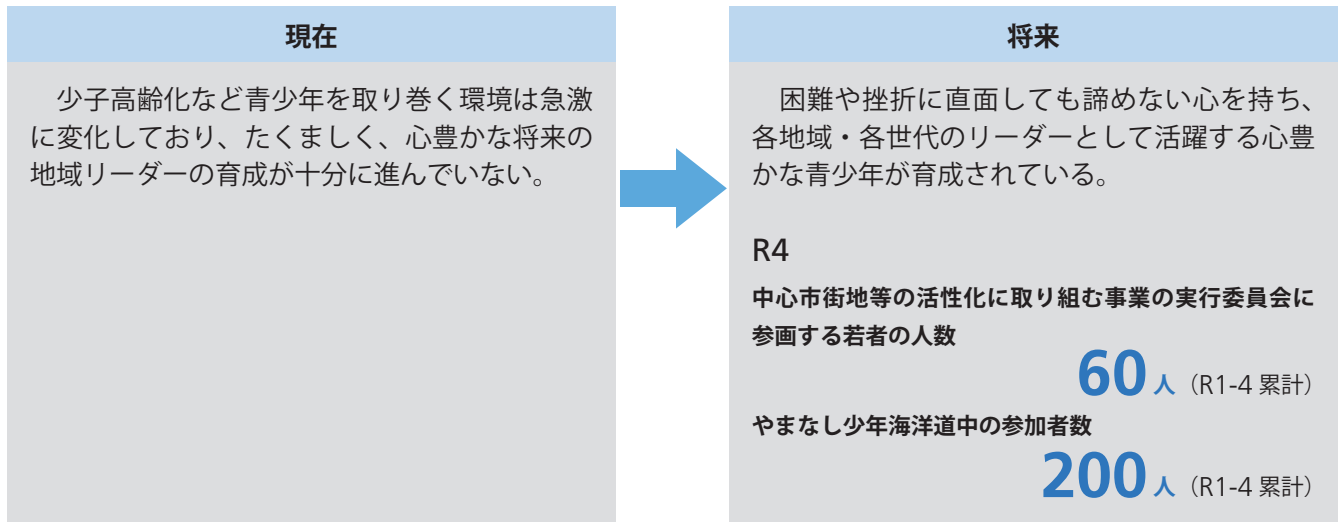 現在
少子高齢化など青少年を取り巻く環境は急激
に変化しており、たくましく、心豊かな将来の
地域リーダーの育成が十分に進んでいない。
将来
困難や挫折に直面しても諦めない心を持ち、
各地域・各世代のリーダーとして活躍する心豊
かな青少年が育成されている。
R4
中心市街地等の活性化に取り組む事業の実行委員会に
参画する若者の人数
60人（R1-4 累計）
やまなし少年海洋道中の参加者数
200人（R1-4 累計）